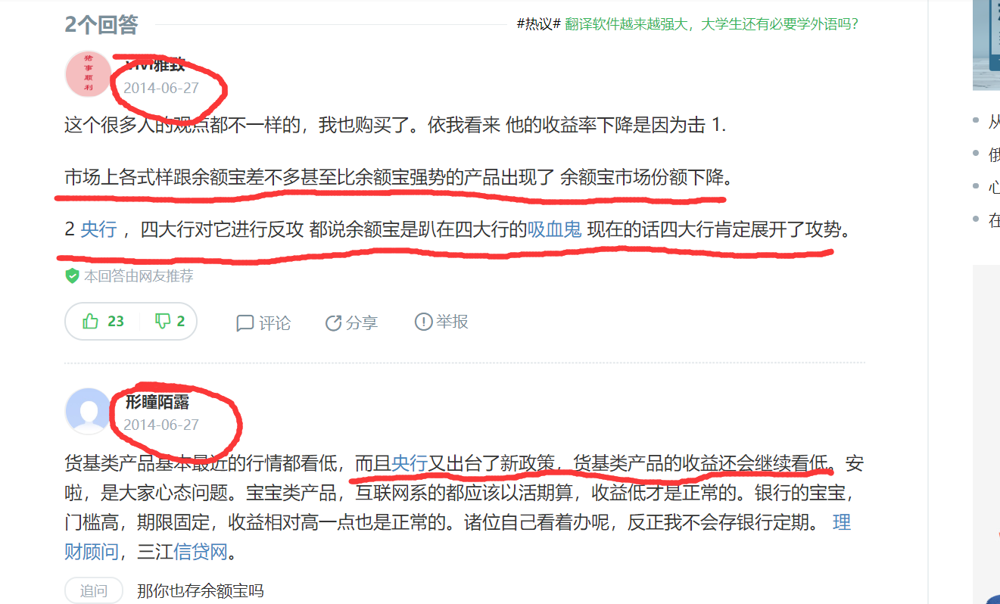 2个回答
#热议# 翻译软件越来越强大，大学生还有必要学外语吗？
猪事顺利
vivi雅致
2014-06-27
这个很多人的观点都不一样的，我也购买了。依我看来 他的收益率下降是因为击 1.
市场上各式样跟余额宝差不多甚至比余额宝强势的产品出现了 余额宝市场份额下降。
2 央行 ，四大行对它进行反攻 都说余额宝是趴在四大行的吸血鬼 现在的话四大行肯定展开了攻势。
本回答由网友推荐
23 2 评论 分享 举报
形瞳陌露
2014-06-27
货基类产品基本最近的行情都看低，而且央行又出台了新政策，货基类产品的收益还会继续看低。安
啦，是大家心态问题。宝宝类产品，互联网系的都应该以活期算，收益低才是正常的。银行的宝宝，
门槛高，期限固定，收益相对高一点也是正常的。诸位自己看着办呢，反正我不会存银行定期。 理
财顾问，三江信贷网。
追问 那你也存余额宝吗
从
俄
心
在